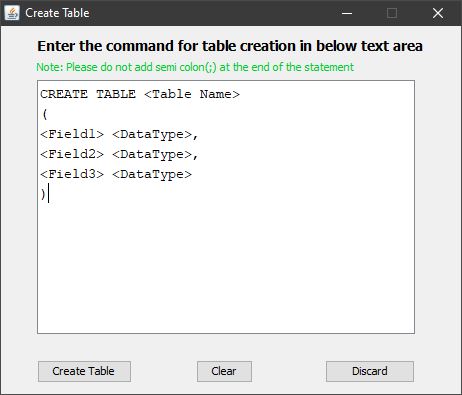 Create Table
Enter the command for table creation in below text area
Note: Please do not add semi colon(;) at the end of the statement
CREATE TABLE <Table Name>
(
<Field1> <DataType>,
<Field2> <DataType>,
<Field3> <DataType>
)
Create Table
Clear
Discard